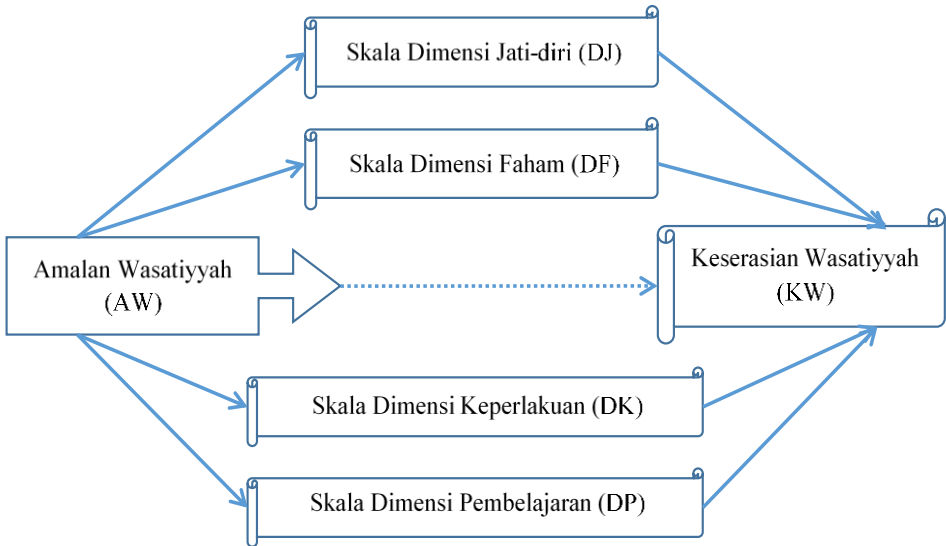 Skala Dimensi Jati-diri (DJ)
Skala Dimensi Faham (DF)
Amalan Wasatiyyah
(AW)
Keserasian Wasatiyyah
(KW)
Skala Dimensi Keperlakuan (DK)
Skala Dimensi Pembelajaran (DP)